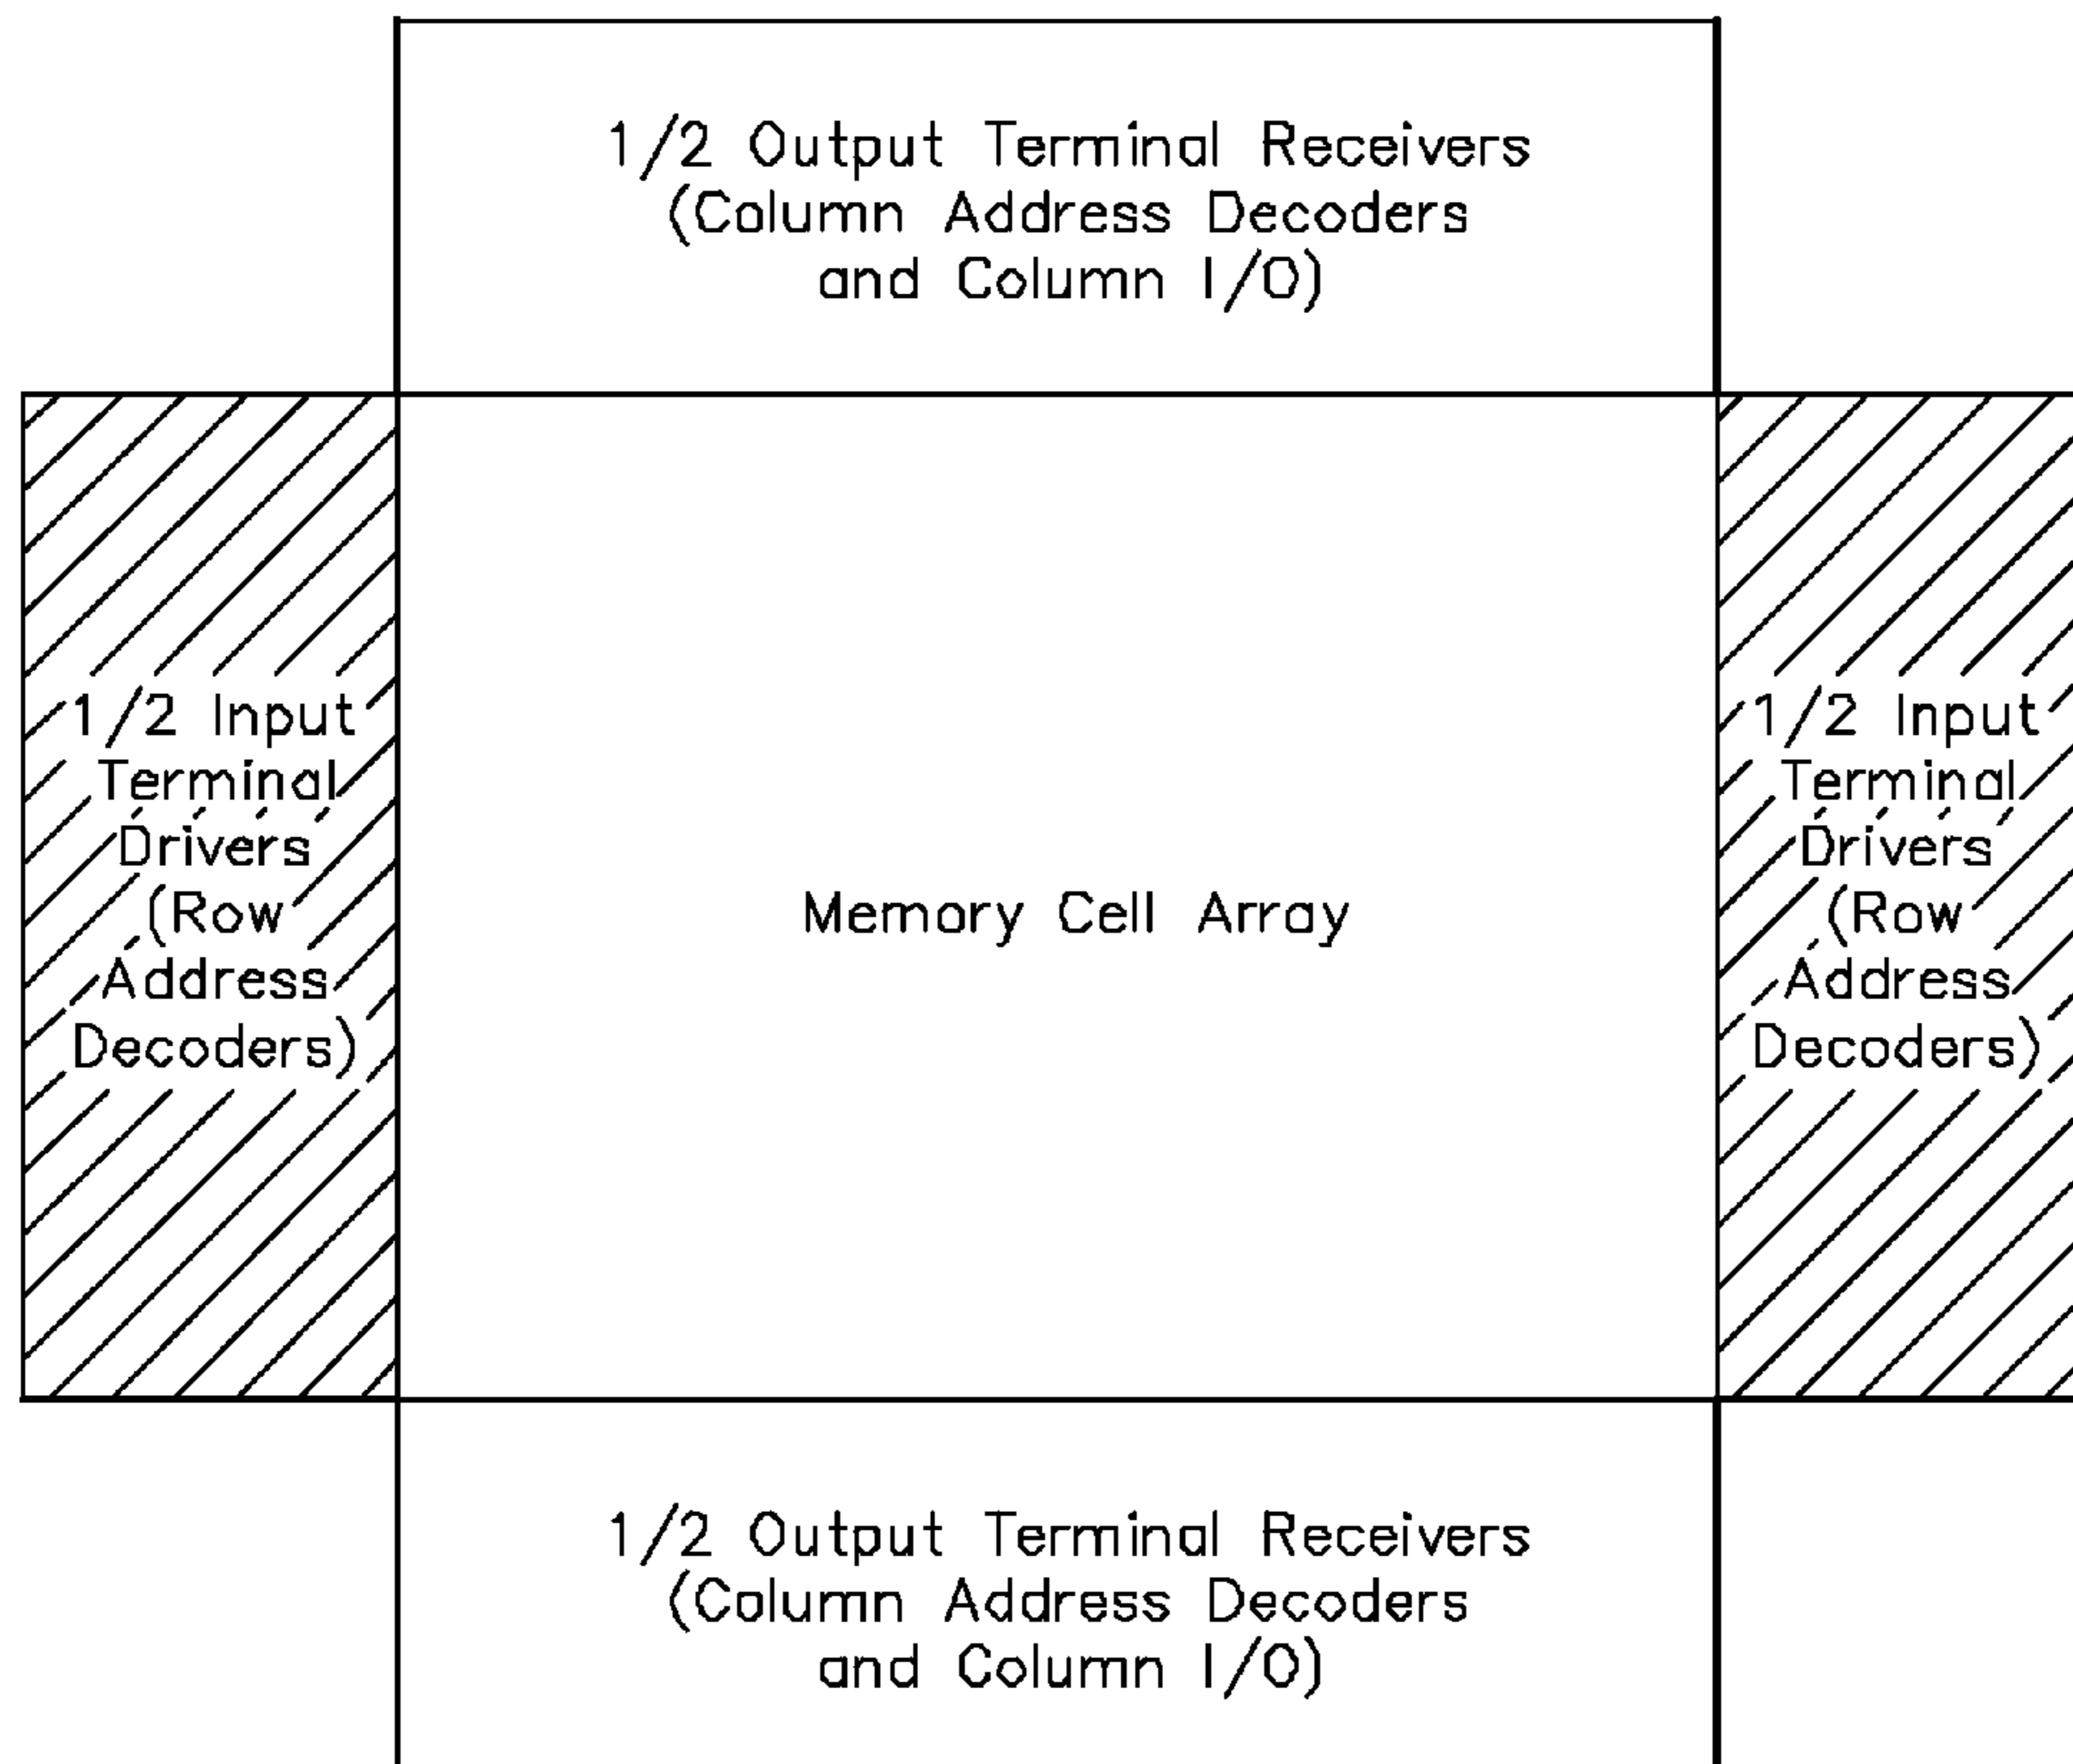 1/2 Output Terminal Receivers
(Column Address Decoders
and Column I/O)
1/2 Input
Terminal
Drivers
(Row
Address
Decoders)
Memory Cell Array
1/2 Input
Terminal
Drivers
(Row
Address
Decoders)
1/2 Output Terminal Receivers
(Column Address Decoders
and Column I/O)